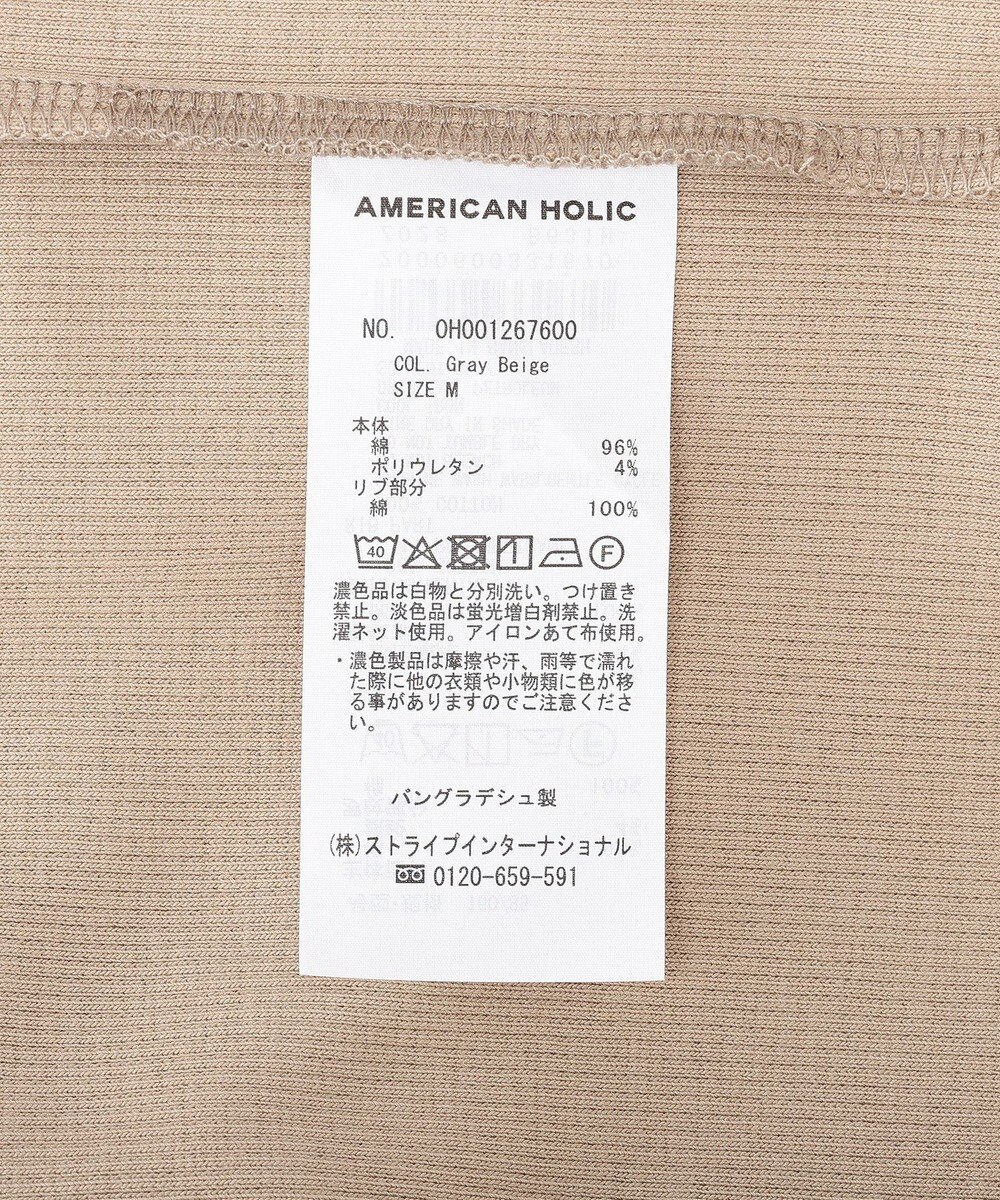 AMERICAN HOLIC
NO. OH001267600
COL. Gray Beige
SIZE M
本体
綿 96%
ポリウレタン 4%
リブ部分
綿 100%
40 F
濃色品は白物と分別洗い。つけ置き
禁止。淡色品は蛍光増白剤禁止。洗
濯ネット使用。アイロンあて布使用。
・濃色製品は摩擦や汗、雨等で濡れ
た際に他の衣類や小物類に色が移
る事がありますのでご注意くださ
い。
バングラデシュ製
(株)ストライプインターナショナル
0120-659-591